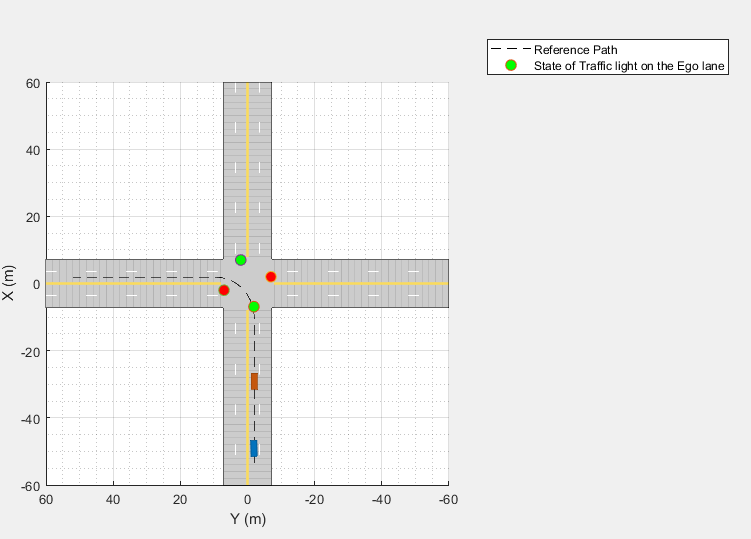 Reference Path
State of Traffic light on the Ego lane
60
40
20
0
-20
-40
-60
X (m)
60 40 20 0 -20 -40 -60
Y (m)